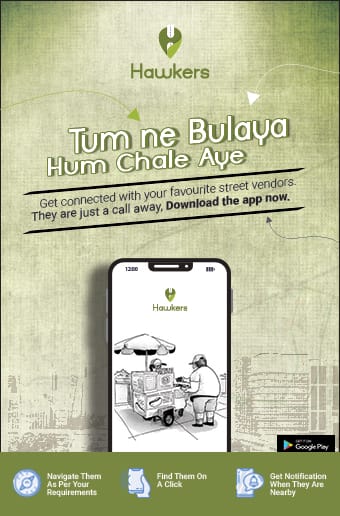 Hawkers
Tum ne Bulaya
Hum Chale Aye
Get connected with your favourite street vendors.
They are just a call away, Download the app now.
12:00
Hawkers
GET IT ON
Google Play
Navigate Them
As Per Your
Requirements
Find Them On
A Click
Get Notification
When They Are
Nearby